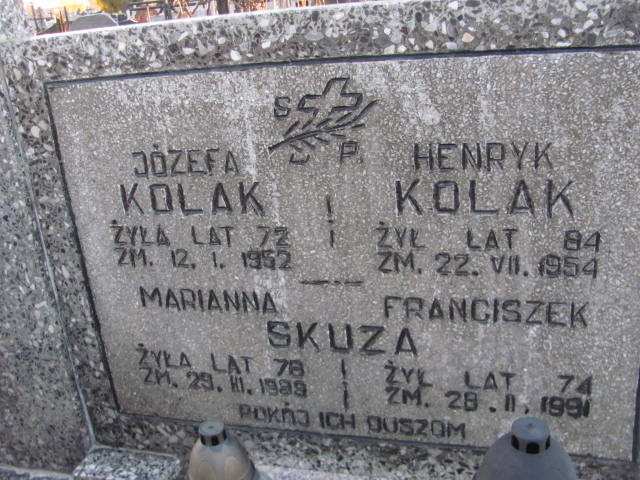 Ś P.
JÓZEFA HENRYK
KOLAK KOLAK
ŻYŁA LAT 72 ŻYŁ LAT 84
ZM. 12. I. 1952 ZM. 22. VII. 1954
MARIANNA FRANCISZEK
SKUZA
ŻYŁA LAT 78 ŻYŁ LAT 74
ZM. 29. III. 1989 ZM. 28. II. 1991
POKÓJ ICH DUSZOM